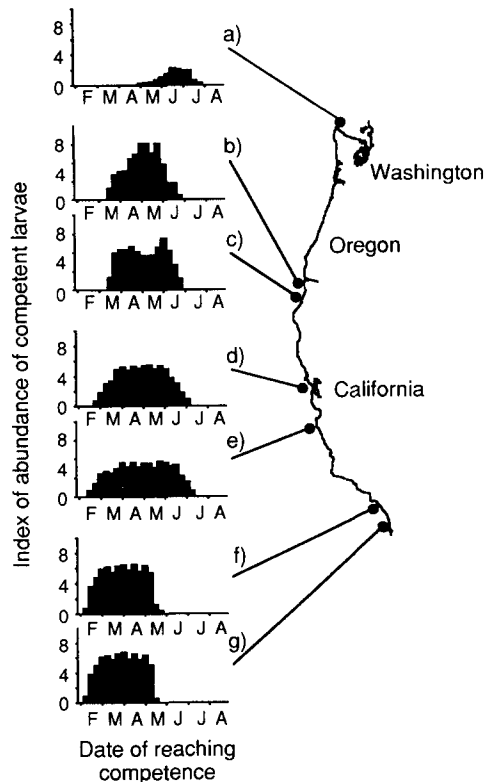 Index of abundance of competent larvae
8
4
0
F M A M J J A
a)
8
4
0
F M A M J J A
b)
8
4
0
F M A M J J A
c)
8
4
0
F M A M J J A
d)
8
4
0
F M A M J J A
e)
8
4
0
F M A M J J A
f)
8
4
0
F M A M J J A
g)
Date of reaching
competence
Washington
Oregon
California